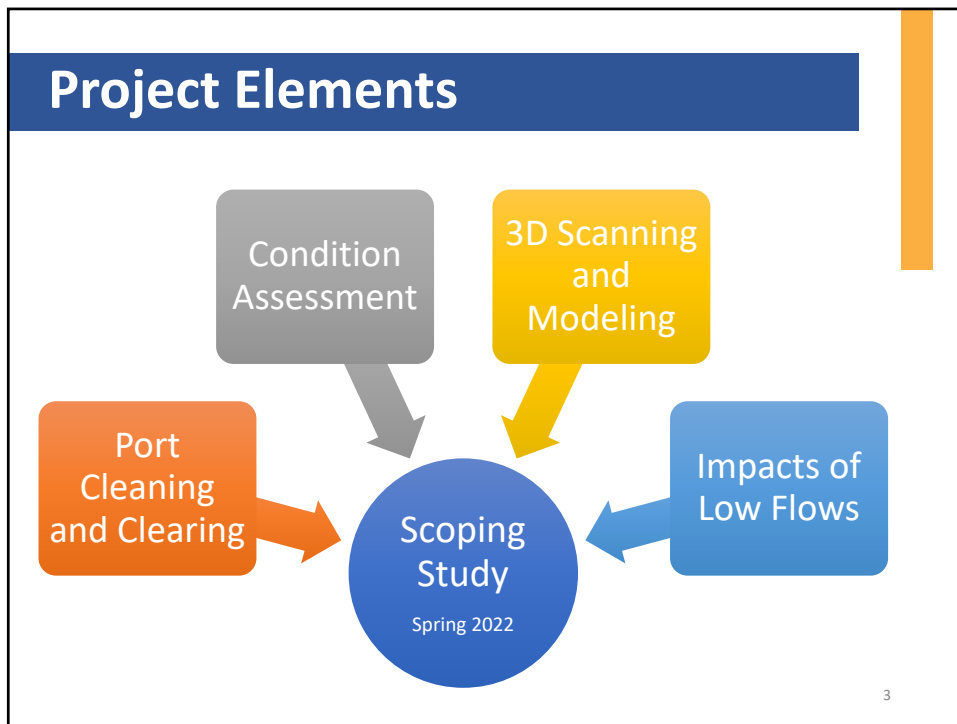 Project Elements
Condition
Assessment
3D Scanning
and
Modeling
Port
Cleaning
and Clearing
Impacts of
Low Flows
Scoping
Study
Spring 2022
3